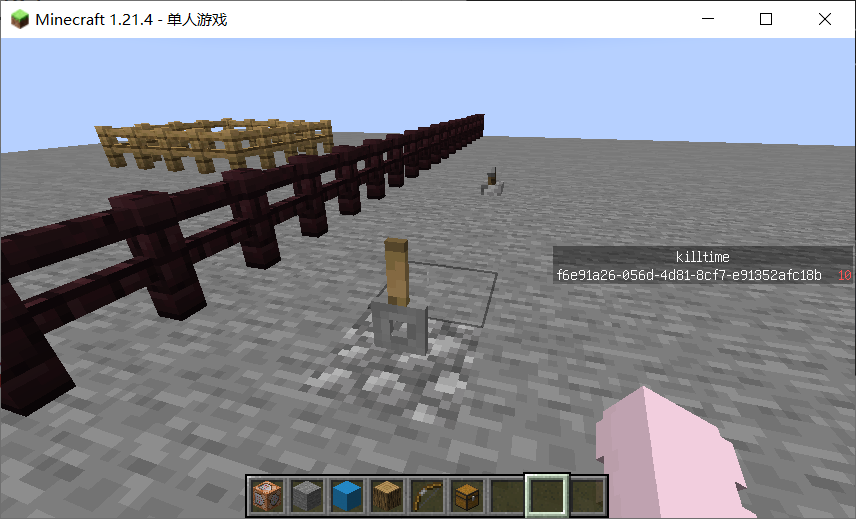 Minecraft 1.21.4 - 单人游戏
killtime
f6e91a26-056d-4d81-8cf7-e91352afc18b 10